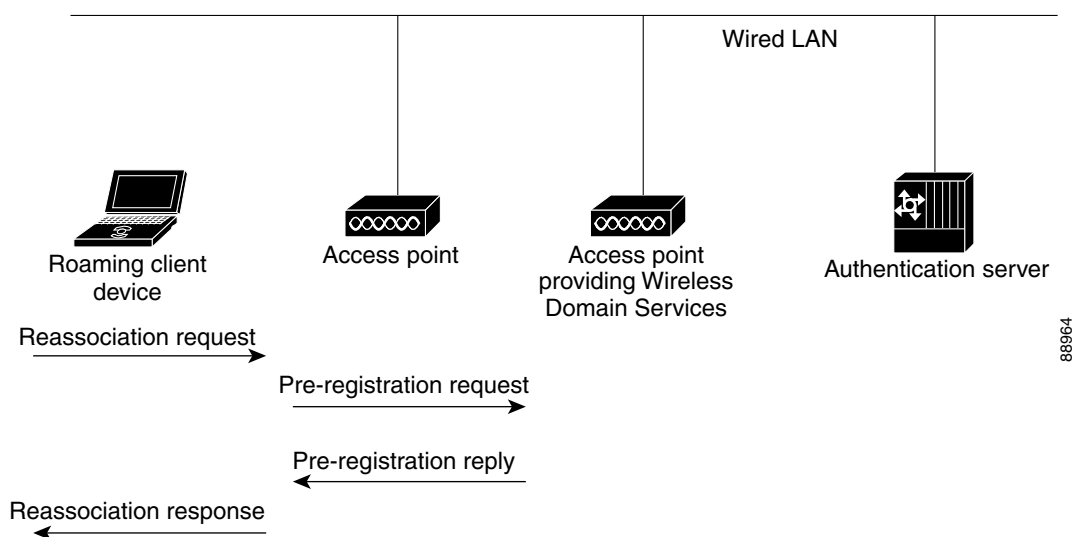 Wired LAN
Roaming client
device
Access point
Access point
providing Wireless
Domain Services
Authentication server
88964
Reassociation request
Pre-registration request
Pre-registration reply
Reassociation response